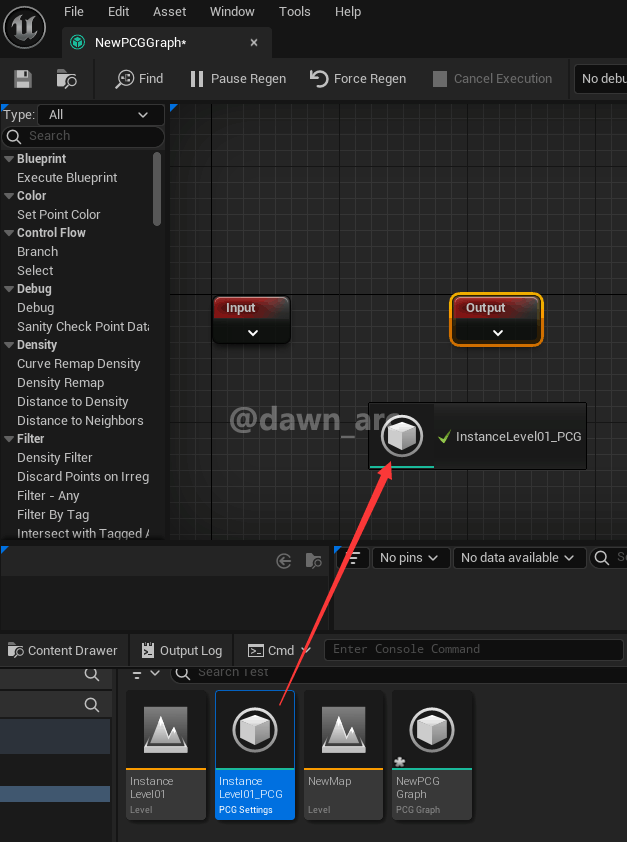 File Edit Asset Window Tools Help
NewPCGGraph*
Find Pause Regen Force Regen Cancel Execution No debu
Type: All
Search
Blueprint
Execute Blueprint
Color
Set Point Color
Control Flow
Branch
Select
Debug
Debug
Sanity Check Point Data
Density
Curve Remap Density
Density Remap
Distance to Density
Distance to Neighbors
Filter
Density Filter
Discard Points on Irreg
Filter - Any
Filter By Tag
Intersect with Tagged A
Input
Output
@dawn_arc
InstanceLevel01_PCG
No pins No data available S
Content Drawer Output Log Cmd Enter Console Command
Search Test
Instance
Level01
Level
Instance
Level01_PCG
PCG Settings
NewMap
Level
NewPCG
Graph
PCG Graph